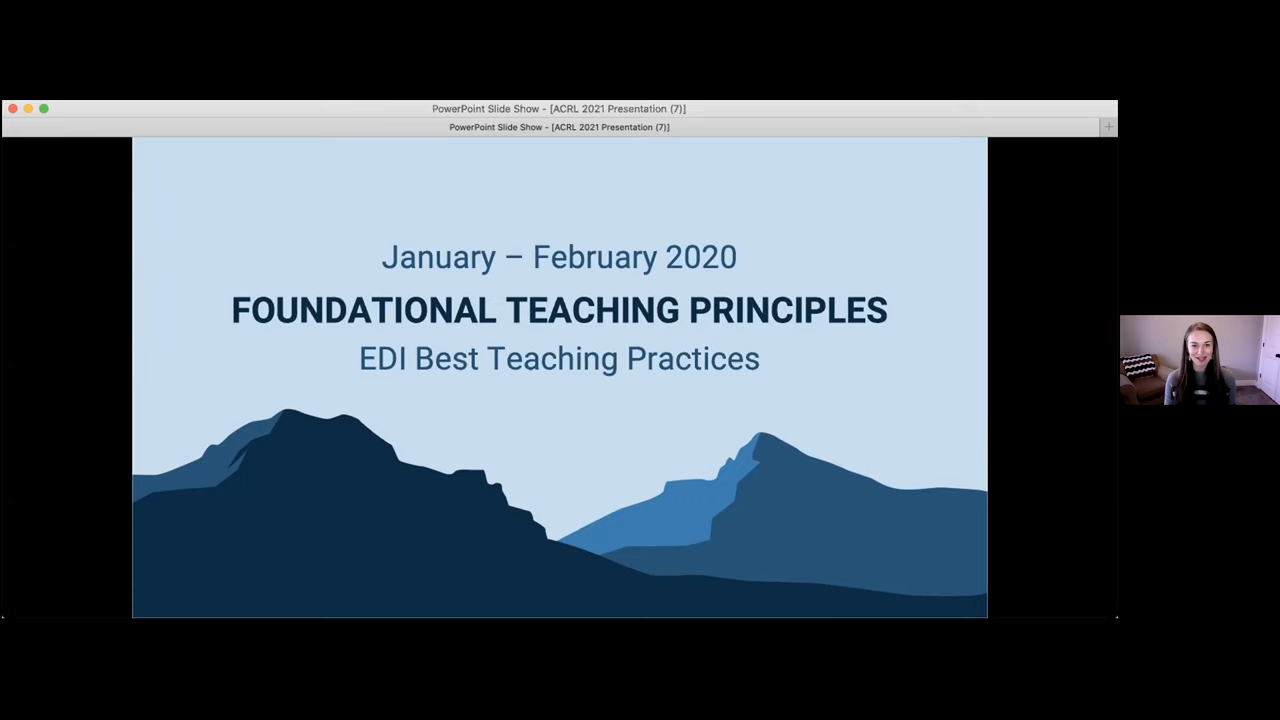 PowerPoint Slide Show - [ACRL 2021 Presentation (7)]
PowerPoint Slide Show - [ACRL 2021 Presentation (7)]
January – February 2020
FOUNDATIONAL TEACHING PRINCIPLES
EDI Best Teaching Practices